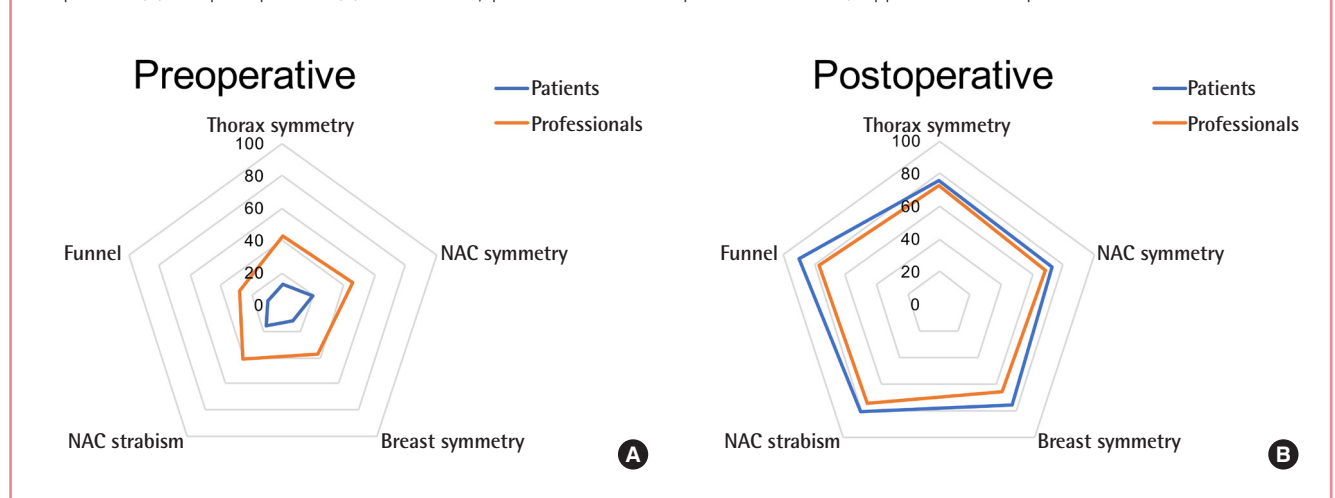 Preoperative
Patients
Professionals
Thorax symmetry
100
80
60
40
20
0
Funnel
NAC symmetry
NAC strabism
Breast symmetry
A
Postoperative
Patients
Professionals
Thorax symmetry
100
80
60
40
20
0
Funnel
NAC symmetry
NAC strabism
Breast symmetry
B